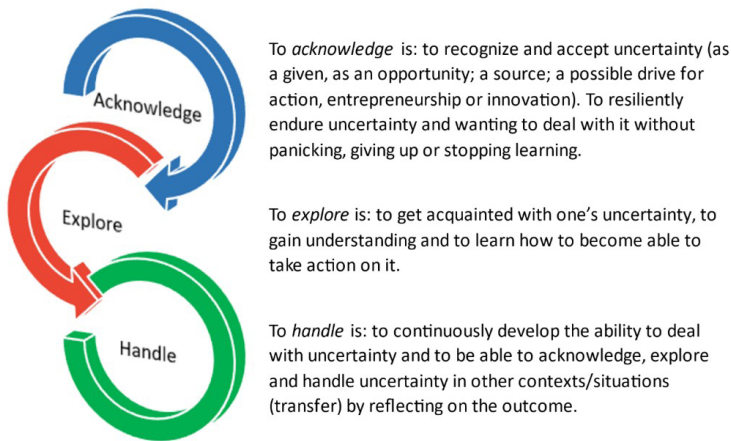 Acknowledge
To acknowledge is: to recognize and accept uncertainty (as
a given, as an opportunity; a source; a possible drive for
action, entrepreneurship or innovation). To resiliently
endure uncertainty and wanting to deal with it without
panicking, giving up or stopping learning.
Explore
To explore is: to get acquainted with one’s uncertainty, to
gain understanding and to learn how to become able to
take action on it.
Handle
To handle is: to continuously develop the ability to deal
with uncertainty and to be able to acknowledge, explore
and handle uncertainty in other contexts/situations
(transfer) by reflecting on the outcome.